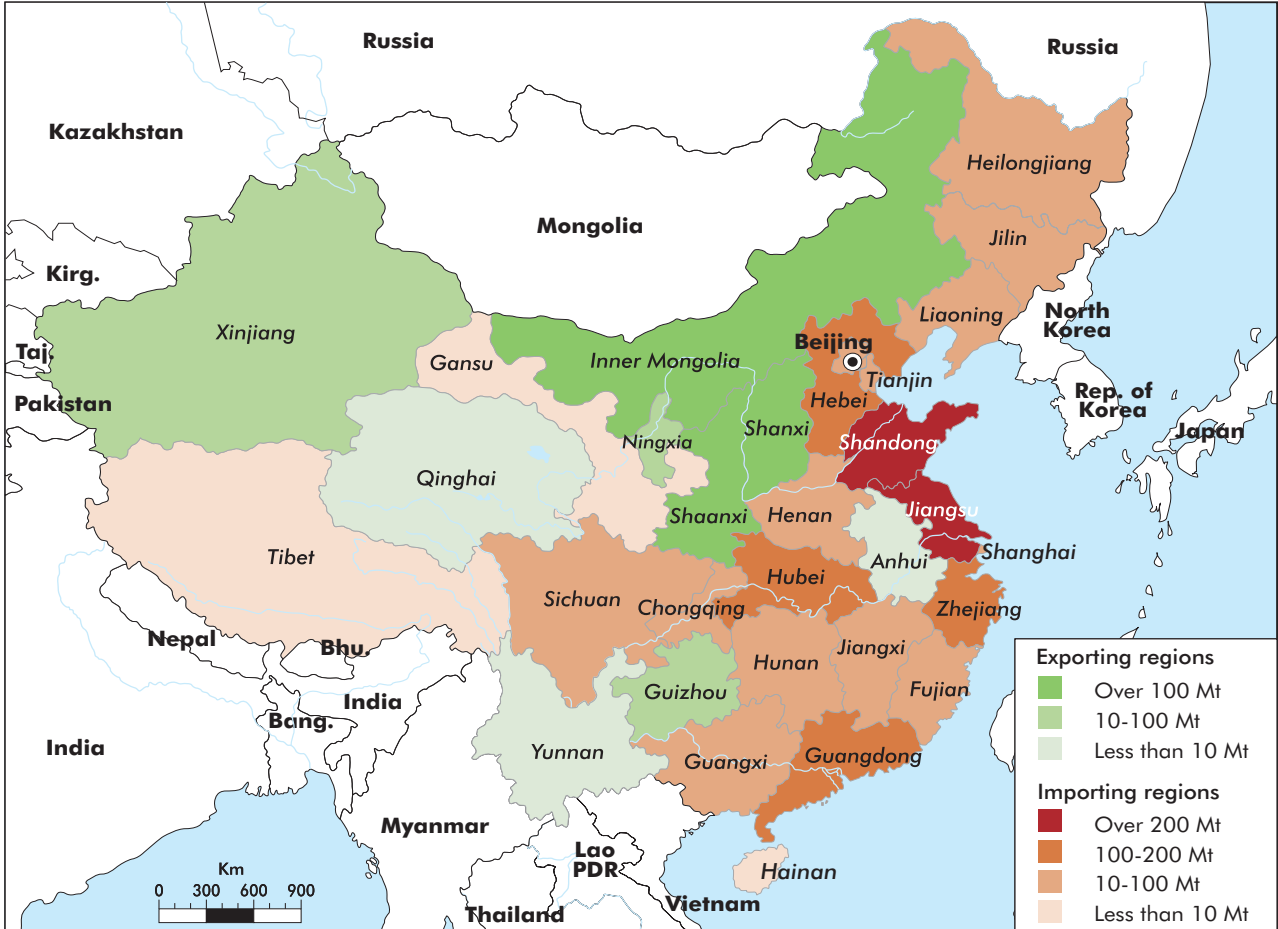 Russia
Russia
Kazakhstan
Heilongjiang
Mongolia
Jilin
Kirg.
North
Korea
Liaoning
Xinjiang
Beijing
Taj.
Gansu
Inner Mongolia
Tianjin
Pakistan
Hebei
Rep. of
Korea
Japan
Shanxi
Ningxia
Shandong
Qinghai
Shaanxi
Henan
Jiangsu
Tibet
Anhui
Shanghai
Hubei
Sichuan
Chongqing
Zhejiang
Nepal
Bhu.
Jiangxi
Hunan
Guizhou
Fujian
India
Bang.
India
Yunnan
Guangxi
Guangdong
Myanmar
Lao
PDR
Hainan
Vietnam
Thailand
Km
0 300 600 900
Exporting regions
Over 100 Mt
10-100 Mt
Less than 10 Mt
Importing regions
Over 200 Mt
100-200 Mt
10-100 Mt
Less than 10 Mt